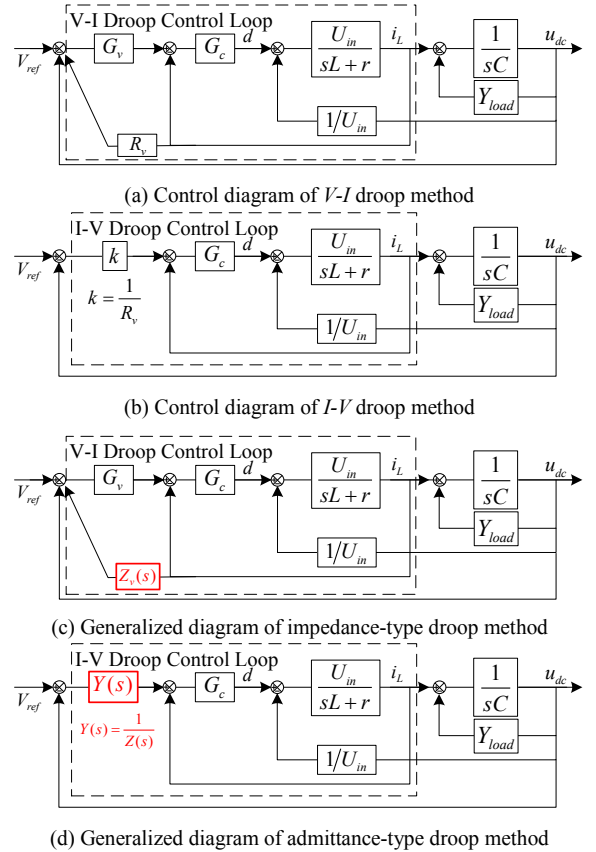 V-I Droop Control Loop
V_ref G_v G_c d U_in / sL + r i_L 1 / sC u_dc
Y_load
1/U_in
R_v
(a) Control diagram of V-I droop method
I-V Droop Control Loop
V_ref k G_c d U_in / sL + r i_L 1 / sC u_dc
k = 1 / R_v
Y_load
1/U_in
(b) Control diagram of I-V droop method
V-I Droop Control Loop
V_ref G_v G_c d U_in / sL + r i_L 1 / sC u_dc
Y_load
1/U_in
Z_v(s)
(c) Generalized diagram of impedance-type droop method
I-V Droop Control Loop
V_ref Y(s) G_c d U_in / sL + r i_L 1 / sC u_dc
Y(s) = 1 / Z(s)
Y_load
1/U_in
(d) Generalized diagram of admittance-type droop method